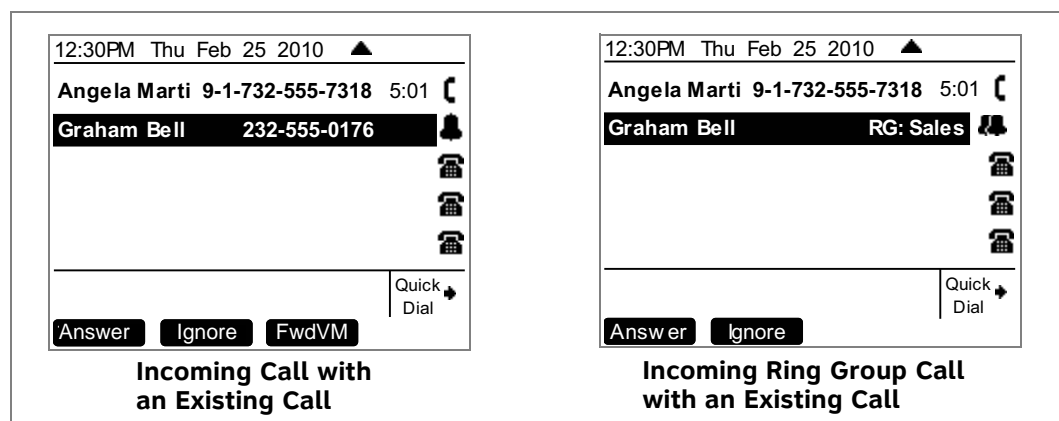 12:30PM Thu Feb 25 2010
Angela Marti 9-1-732-555-7318 5:01
Graham Bell 232-555-0176
Quick
Dial
Answer Ignore FwdVM
Incoming Call with
an Existing Call
12:30PM Thu Feb 25 2010
Angela Marti 9-1-732-555-7318 5:01
Graham Bell RG: Sales
Quick
Dial
Answer Ignore
Incoming Ring Group Call
with an Existing Call